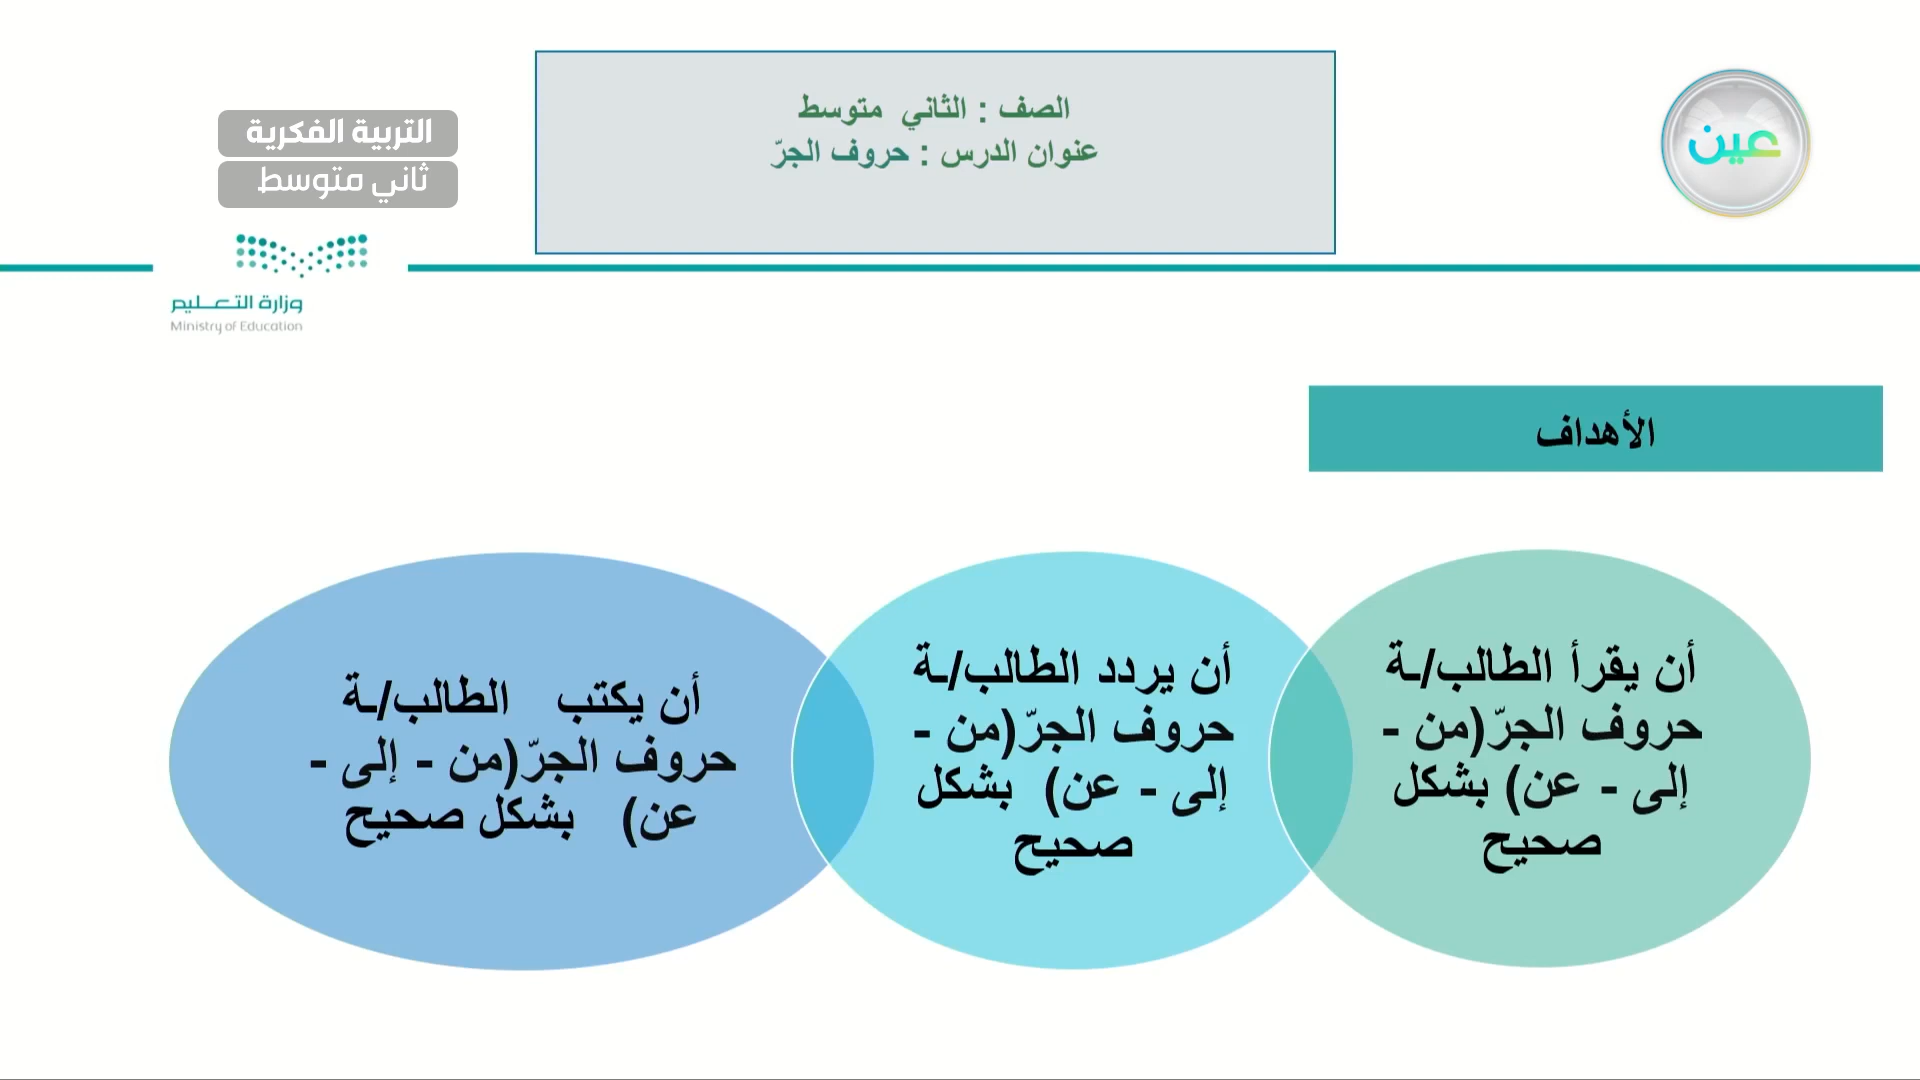 الصف : الثاني متوسط
عنوان الدرس : حروف الجرّ
عين
التربية الفكرية
ثاني متوسط
وزارة التعـــليم
Ministry of Education
الأهداف
أن يقرأ الطالب/ـة
حروف الجرّ(من -
إلى - عن) بشكل
صحيح
أن يردد الطالب/ـة
حروف الجرّ(من -
إلى - عن) بشكل
صحيح
أن يكتب الطالب/ـة
حروف الجرّ(من - إلى -
عن) بشكل صحيح